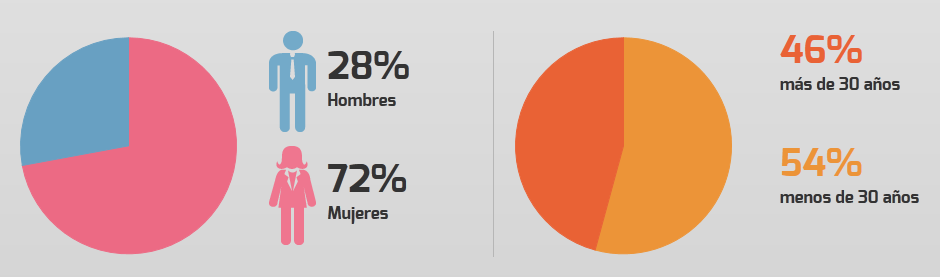 28%
Hombres
72%
Mujeres
46%
más de 30 años
54%
menos de 30 años